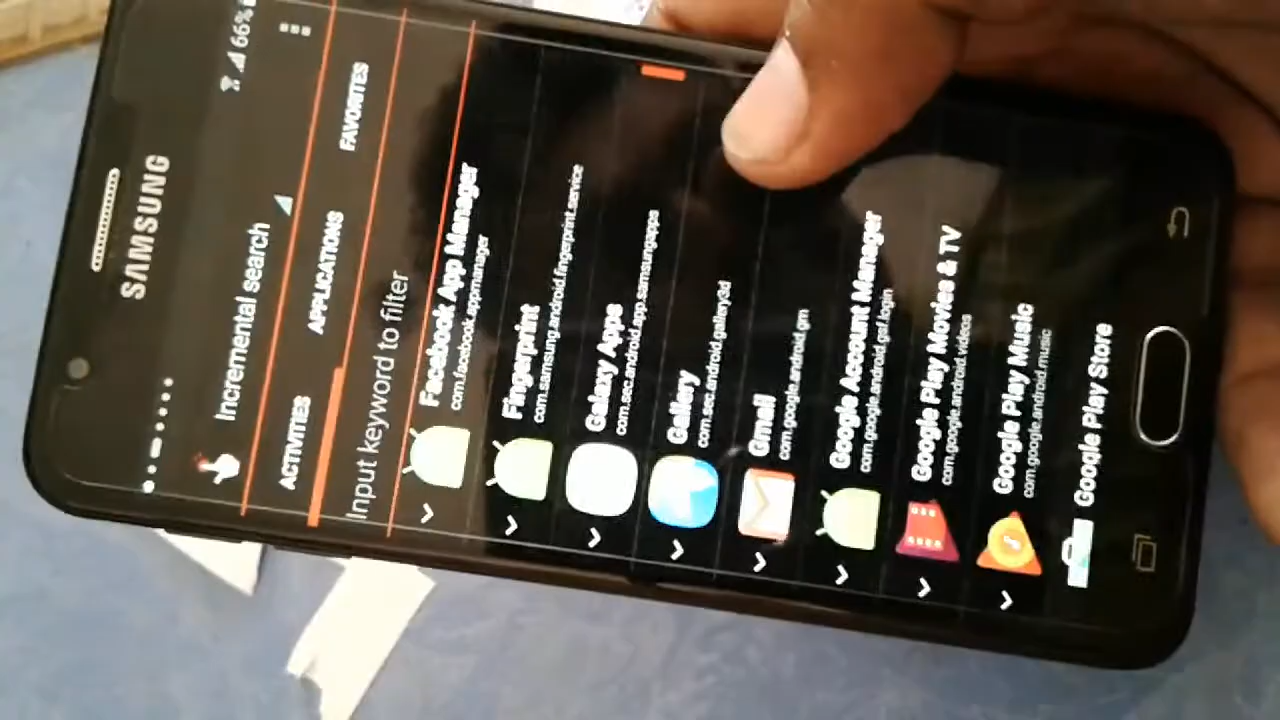 66%
SAMSUNG
Incremental search
ACTIVITIES
APPLICATIONS
FAVORITES
Input keyword to filter
Facebook App Manager
com.facebook.appmanager
Fingerprint
com.samsung.android.fingerprint.service
Galaxy Apps
com.sec.android.app.samsungapps
Gallery
com.sec.android.gallery3d
Gmail
com.google.android.gm
Google Account Manager
com.google.android.gsf.login
Google Play Movies & TV
com.google.android.videos
Google Play Music
com.google.android.music
Google Play Store